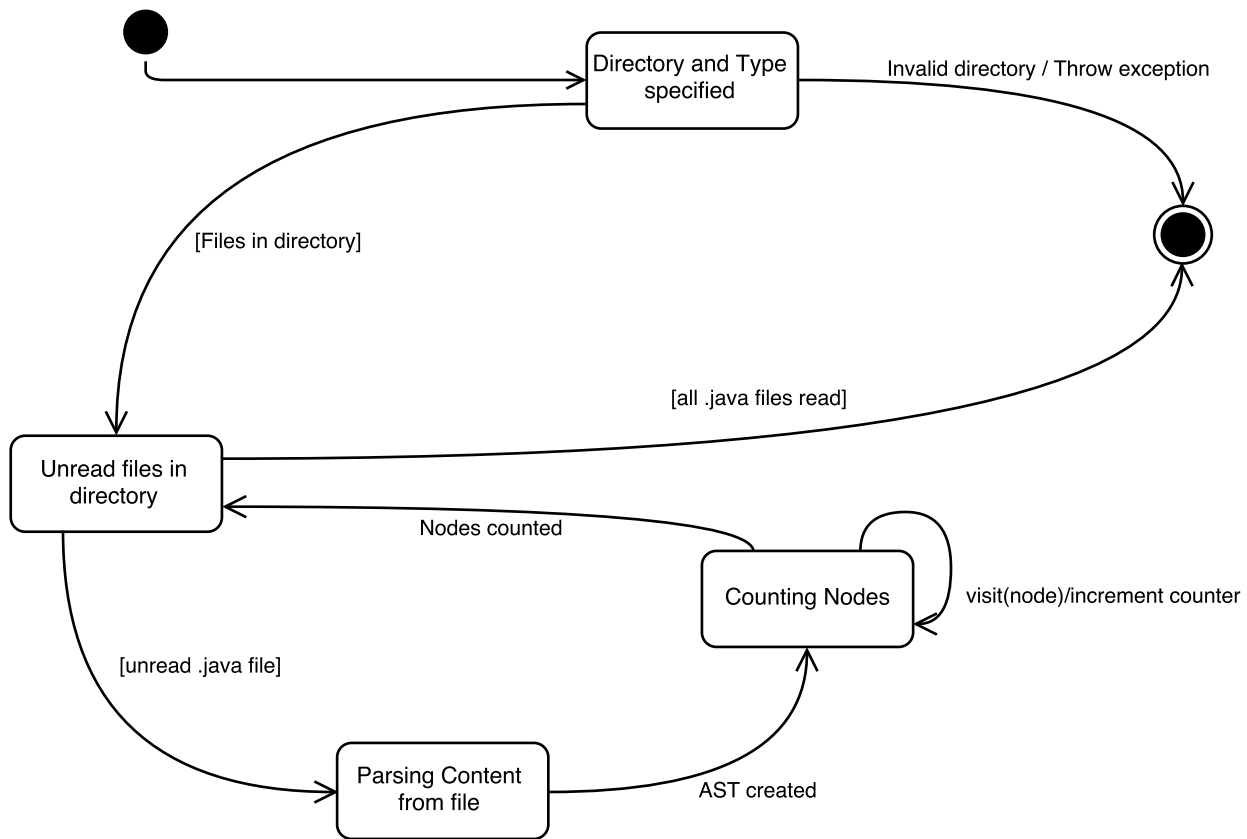 Directory and Type
specified
Invalid directory / Throw exception
[Files in directory]
[all .java files read]
Unread files in
directory
Nodes counted
Counting Nodes
visit(node)/increment counter
[unread .java file]
Parsing Content
from file
AST created